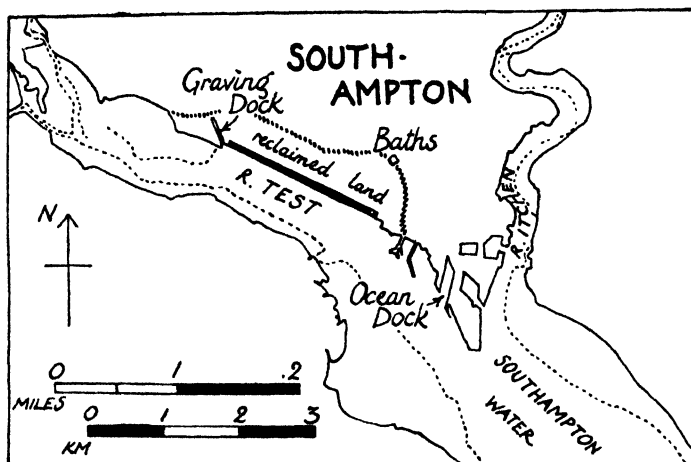 SOUTH-
AMPTON
Graving
Dock
Baths
reclaimed land
R. TEST
R. ITCHEN
N
Ocean
Dock
0 1 .2
MILES
0 1 2 3
KM
SOUTHAMPTON
WATER